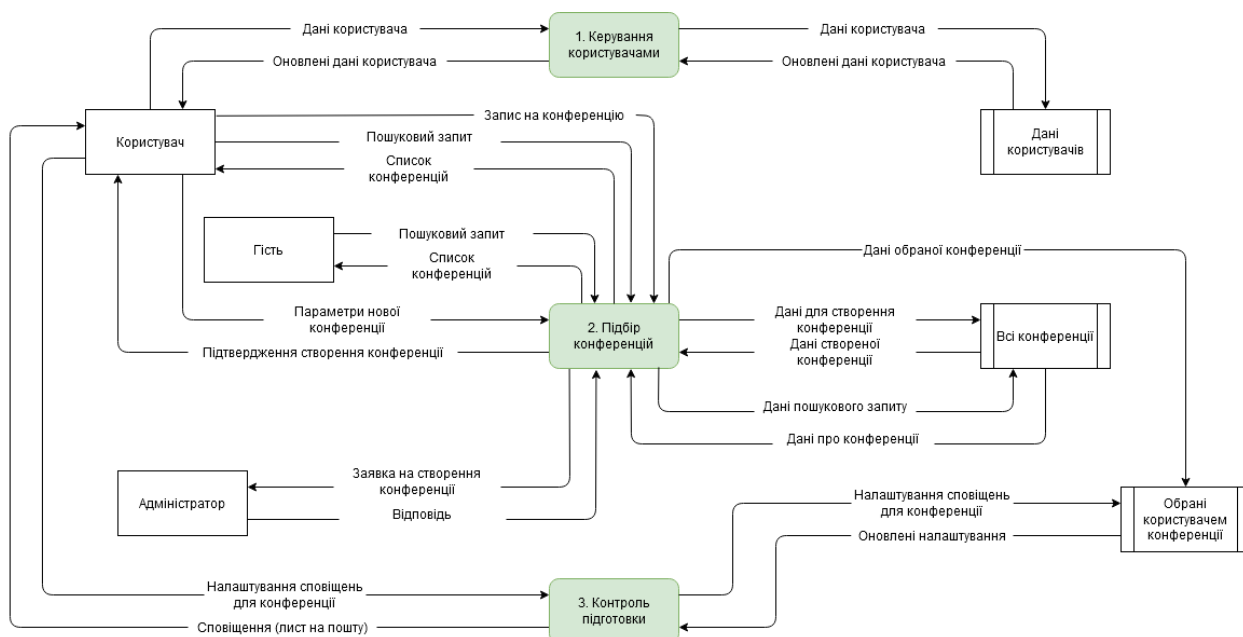 Дані користувача
1. Керування
користувачами
Дані користувача
Оновлені дані користувача
Оновлені дані користувача
Користувач
Запис на конференцію
Пошуковий запит
Список
конференцій
Дані
користувачів
Гість
Пошуковий запит
Список
конференцій
Дані обраної конференції
Параметри нової
конференції
Підтвердження створення конференції
2. Підбір
конференцій
Дані для створення
конференції
Дані створеної
конференції
Всі конференції
Дані пошукового запиту
Дані про конференції
Адміністратор
Заявка на створення
конференції
Відповідь
Налаштування сповіщень
для конференції
Оновлені налаштування
Обрані
користувачем
конференції
Налаштування сповіщень
для конференції
Сповіщення (лист на пошту)
3. Контроль
підготовки